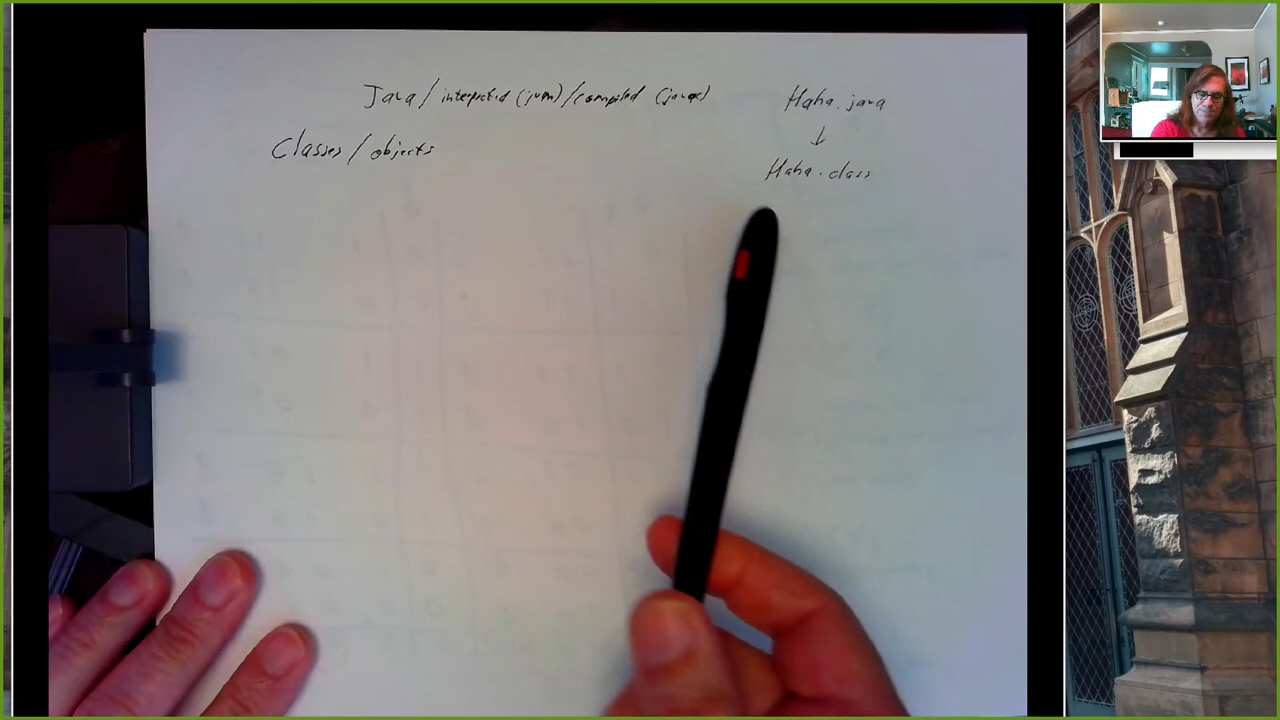 Java / interpreted (jvm) / compiled (javac)
Haha.java
↓
Classes / objects
Haha.class